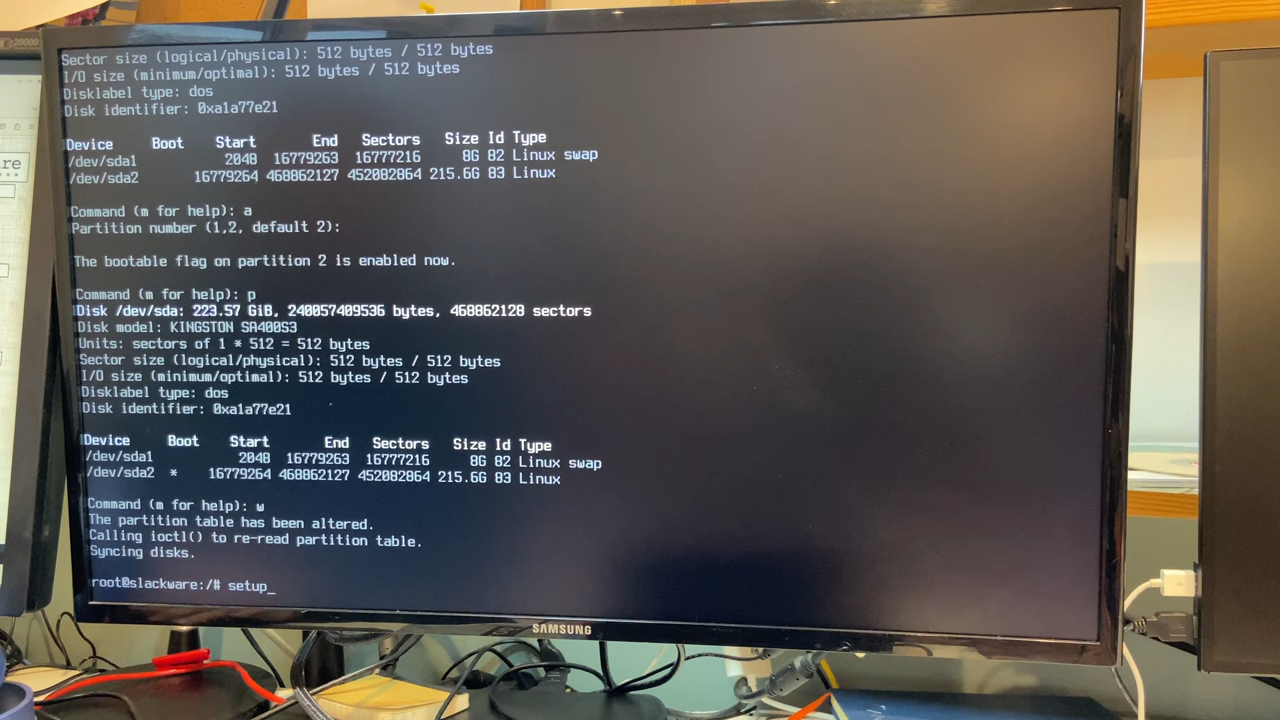 20000
re
Sector size (logical/physical): 512 bytes / 512 bytes
I/O size (minimum/optimal): 512 bytes / 512 bytes
Disklabel type: dos
Disk identifier: 0xa1a77e21
Device Boot Start End Sectors Size Id Type
/dev/sda1 2048 16779263 16777216 8G 82 Linux swap
/dev/sda2 16779264 468862127 452082864 215.6G 83 Linux
Command (m for help): a
Partition number (1,2, default 2):
The bootable flag on partition 2 is enabled now.
Command (m for help): p
Disk /dev/sda: 223.57 GiB, 240057409536 bytes, 468862128 sectors
Disk model: KINGSTON SA400S3
Units: sectors of 1 * 512 = 512 bytes
Sector size (logical/physical): 512 bytes / 512 bytes
I/O size (minimum/optimal): 512 bytes / 512 bytes
Disklabel type: dos
Disk identifier: 0xa1a77e21
Device Boot Start End Sectors Size Id Type
/dev/sda1 2048 16779263 16777216 8G 82 Linux swap
/dev/sda2 * 16779264 468862127 452082864 215.6G 83 Linux
Command (m for help): w
The partition table has been altered.
Calling ioctl() to re-read partition table.
Syncing disks.
root@slackware:/# setup_
SAMSUNG